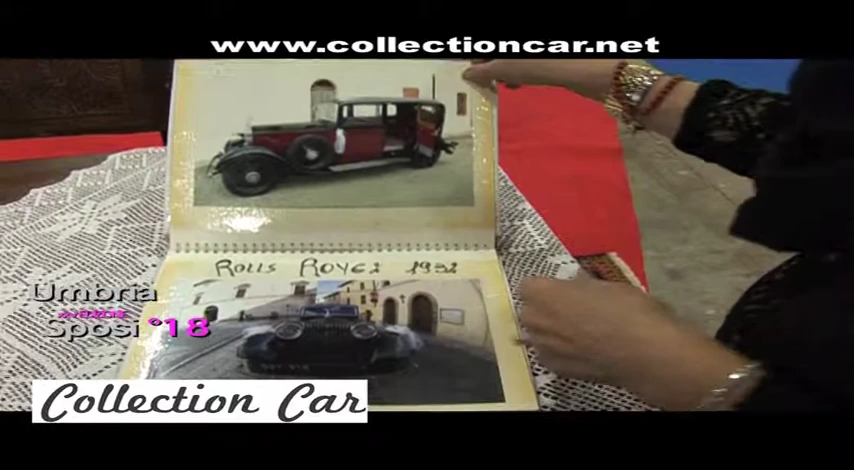 www.collectioncar.net
ROLLS ROYCE 1932
Umbria
Sposi °18
Collection Car